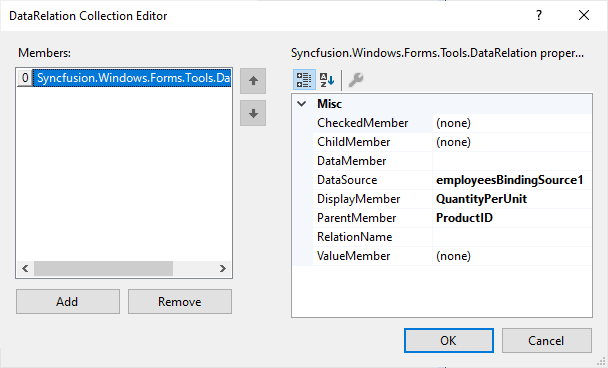 DataRelation Collection Editor
?
Members:
0 Syncfusion.Windows.Forms.Tools.Da
Add
Remove
Syncfusion.Windows.Forms.Tools.DataRelation proper...
A
Z
Misc
CheckedMember (none)
ChildMember (none)
DataMember
DataSource employeesBindingSource1
DisplayMember QuantityPerUnit
ParentMember ProductID
RelationName
ValueMember (none)
OK
Cancel